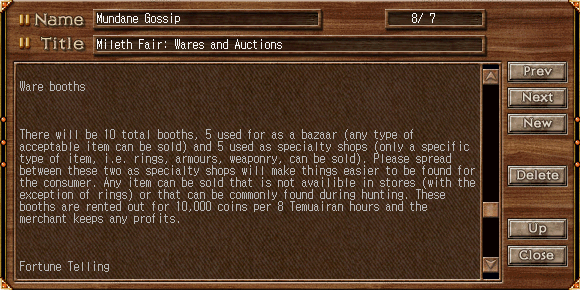 Name Mundane Gossip 8/ 7
Title Mileth Fair: Wares and Auctions
Prev
Next
New
Delete
Up
Close
Ware booths
There will be 10 total booths, 5 used for as a bazaar (any type of
acceptable item can be sold) and 5 used as specialty shops (only a specific
type of item, i.e. rings, armours, weaponry, can be sold). Please spread
between these two as specialty shops will make things easier to be found for
the consumer. Any item can be sold that is not availible in stores (with the
exception of rings) or that can be commonly found during hunting. These
booths are rented out for 10,000 coins per 8 Temuairan hours and the
merchant keeps any profits.
Fortune Telling